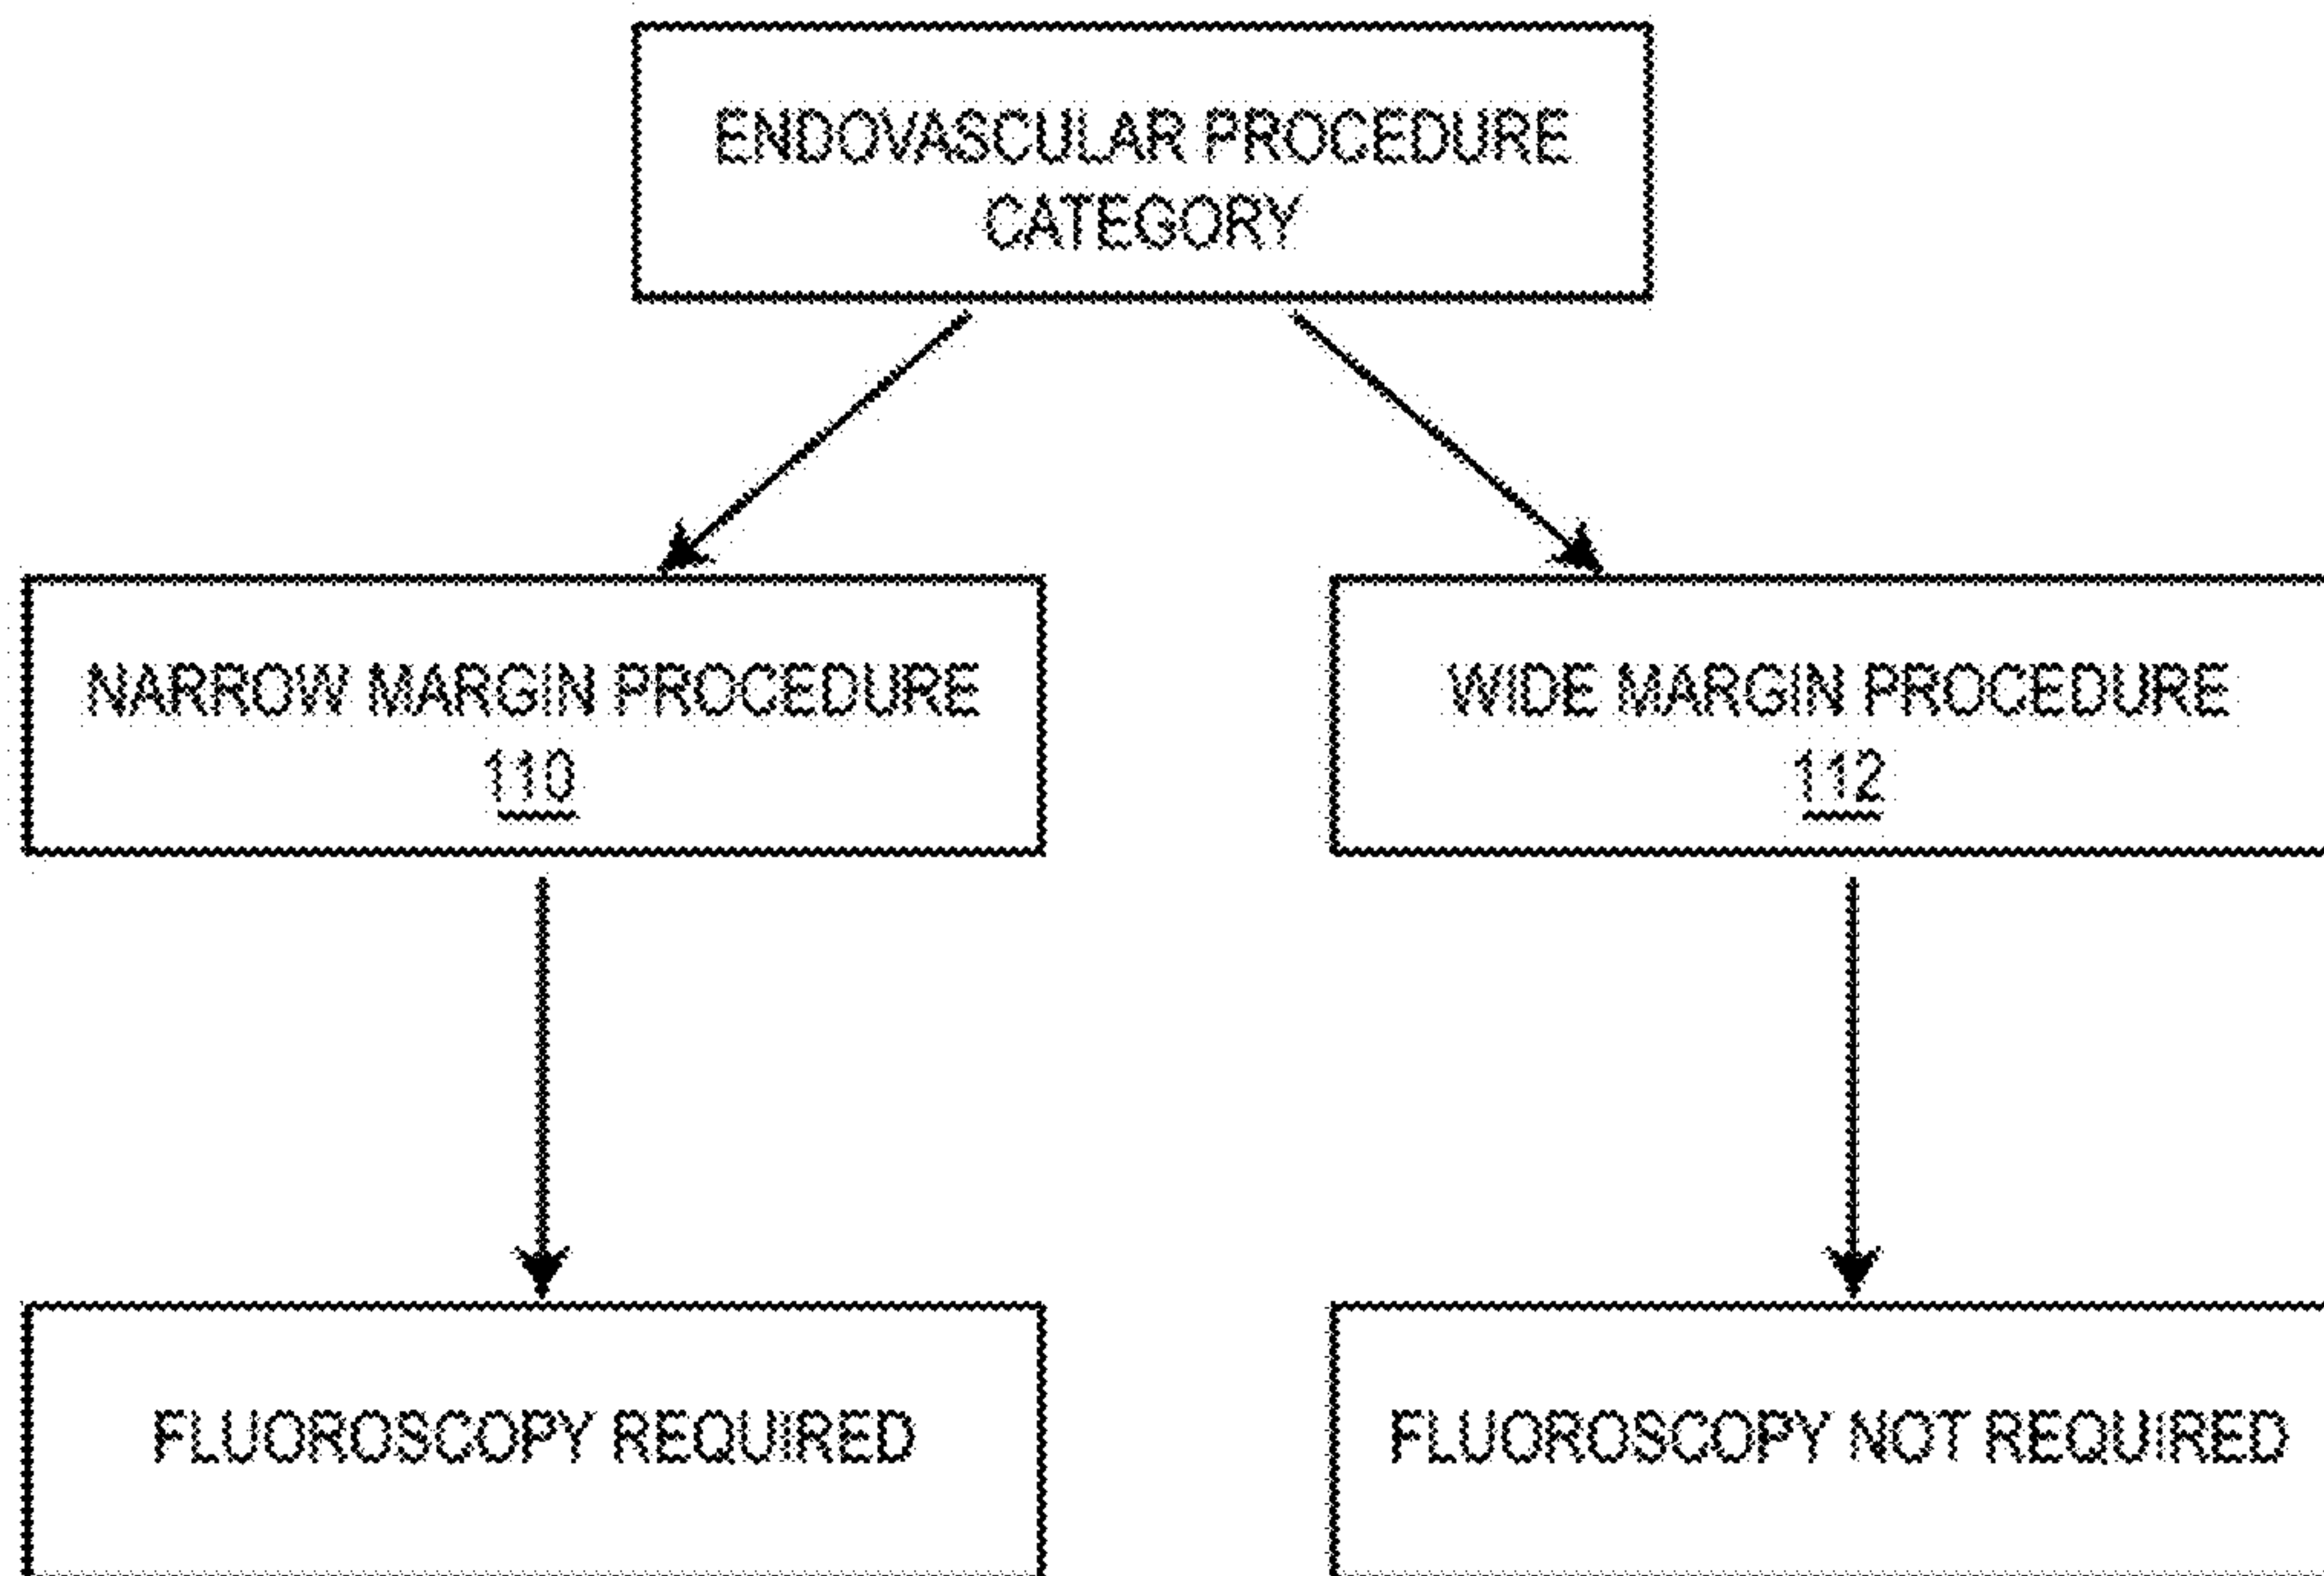 ENDOVASCULAR PROCEDURE
CATEGORY
NARROW MARGIN PROCEDURE
110
WIDE MARGIN PROCEDURE
112
FLUOROSCOPY REQUIRED
FLUOROSCOPY NOT REQUIRED